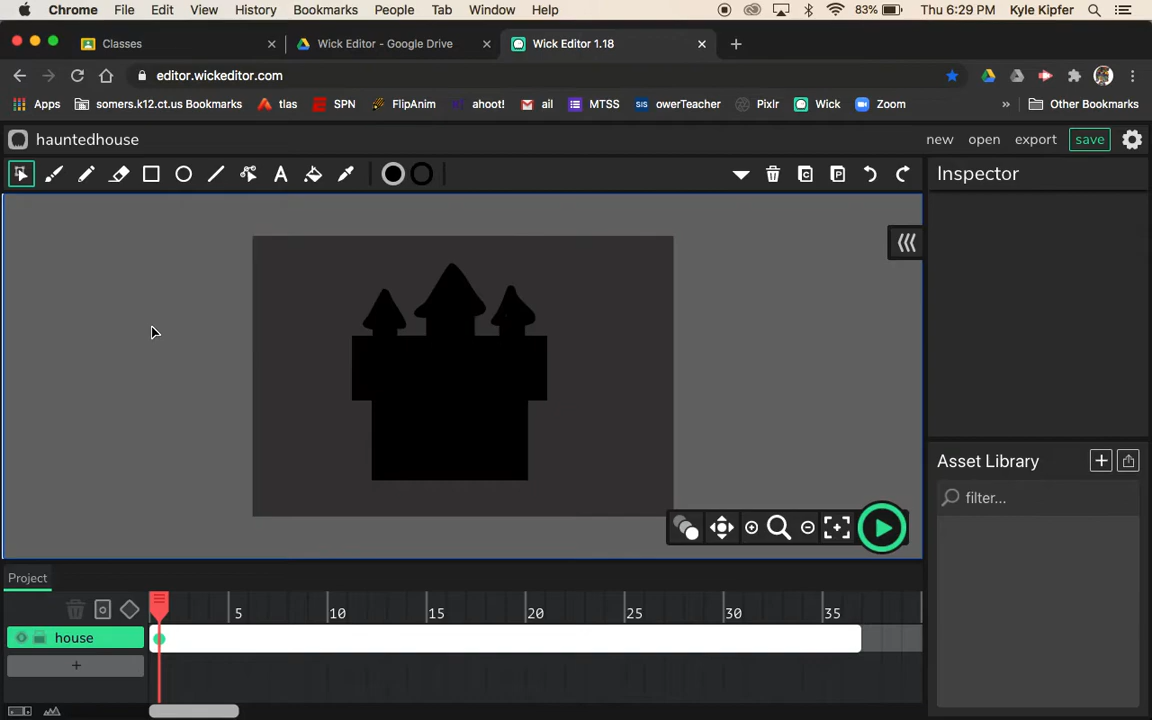 Chrome File Edit View History Bookmarks People Tab Window Help 83% Thu 6:29 PM Kyle Kipfer
Classes Wick Editor - Google Drive Wick Editor 1.18
editor.wickeditor.com
Apps somers.k12.ct.us Bookmarks tlas SPN FlipAnim ahoot! ail MTSS SIS owerTeacher Pixlr Wick Zoom » Other Bookmarks
hauntedhouse new open export save
A C P Inspector
Asset Library
filter...
Project
5 10 15 20 25 30 35
house
+